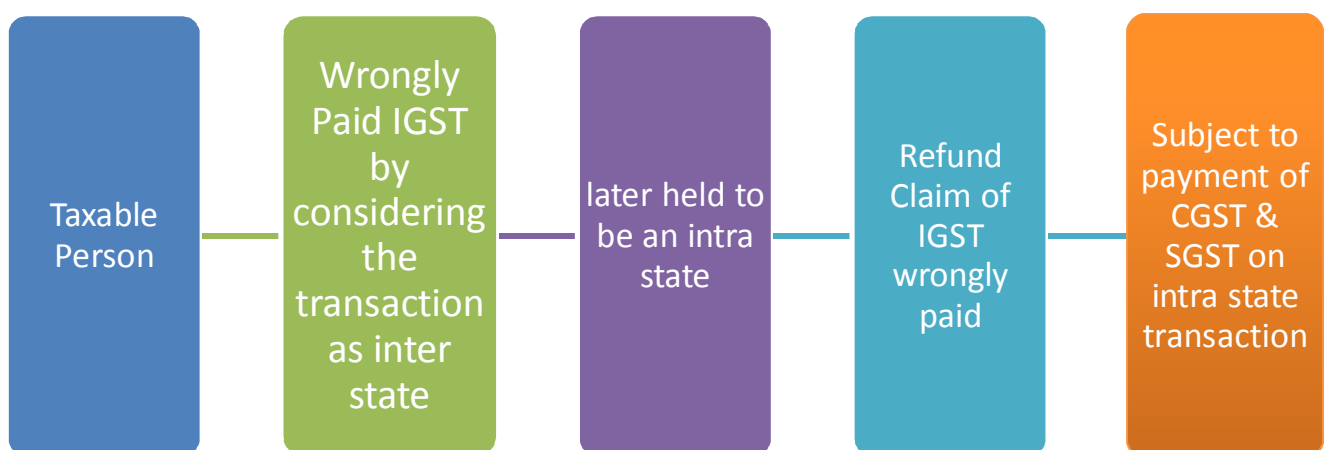 Taxable
Person
Wrongly
Paid IGST
by
considering
the
transaction
as inter
state
later held to
be an intra
state
Refund
Claim of
IGST
wrongly
paid
Subject to
payment of
CGST &
SGST on
intra state
transaction